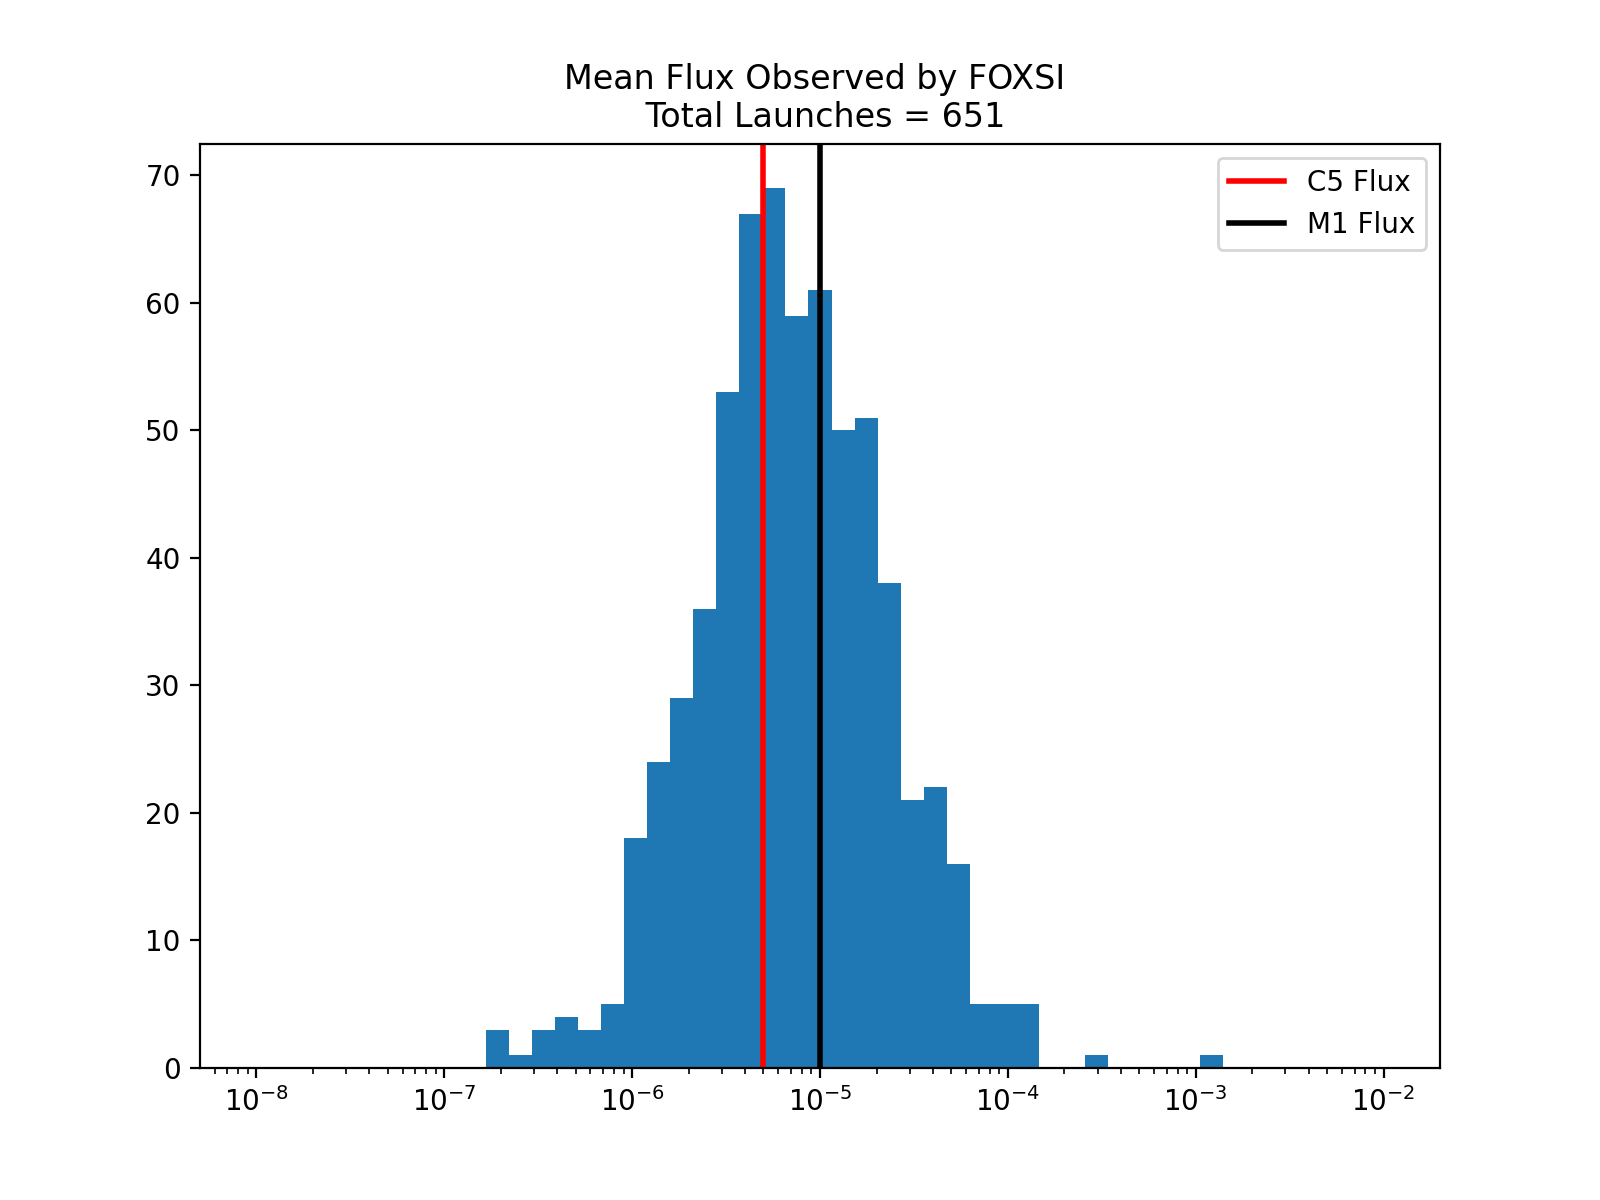 Mean Flux Observed by FOXSI
Total Launches = 651
C5 Flux
M1 Flux
70
60
50
40
30
20
10
0
10⁻⁸ 10⁻⁷ 10⁻⁶ 10⁻⁵ 10⁻⁴ 10⁻³ 10⁻²